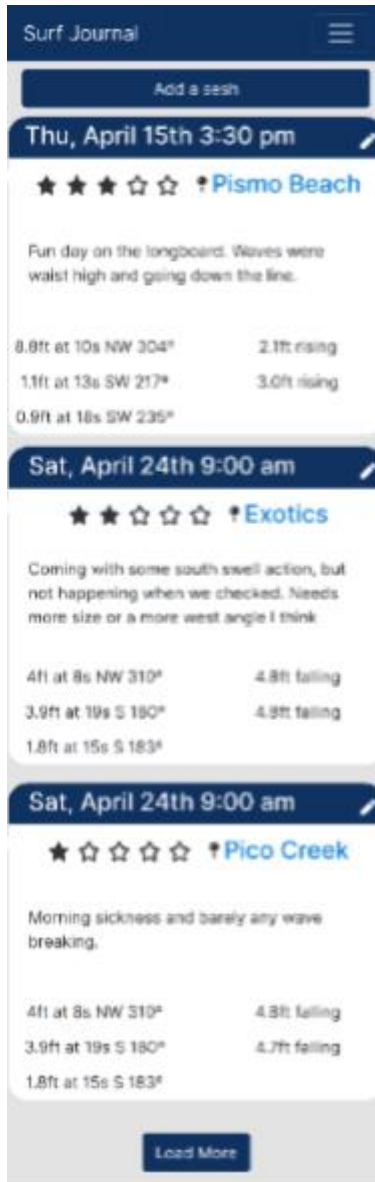 Surf Journal
Add a sesh
Thu, April 15th 3:30 pm
Pismo Beach
Fun day on the longboard. Waves were
waist high and going down the line.
8.8ft at 10s NW 304° 2.1ft rising
1.1ft at 13s SW 217° 3.0ft rising
0.9ft at 18s SW 235°
Sat, April 24th 9:00 am
Exotics
Coming with some south swell action, but
not happening when we checked. Needs
more size or a more west angle I think
4ft at 8s NW 310° 4.8ft falling
3.9ft at 19s S 180° 4.9ft falling
1.8ft at 15s S 183°
Sat, April 24th 9:00 am
Pico Creek
Morning sickness and barely any wave
breaking.
4ft at 8s NW 310° 4.8ft falling
3.9ft at 19s S 180° 4.7ft falling
1.8ft at 15s S 183°
Load More